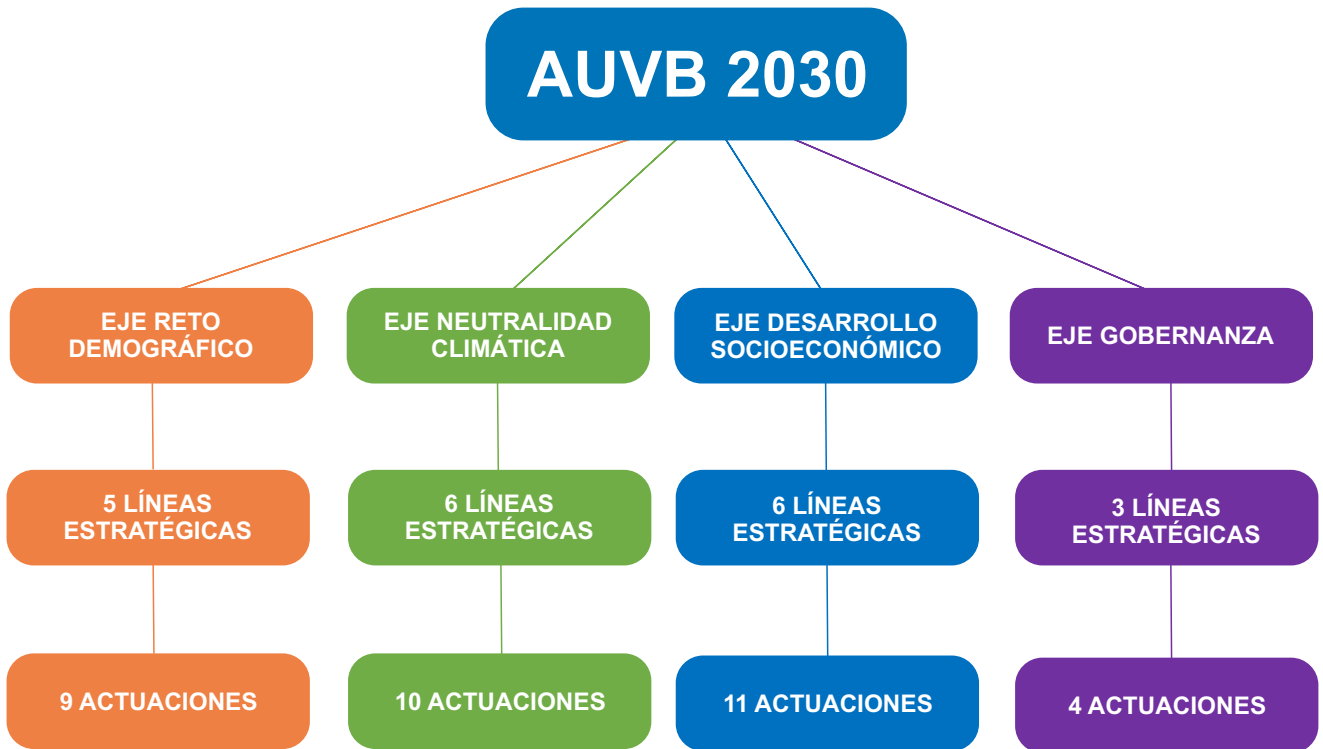 AUVB 2030
EJE RETO
DEMOGRÁFICO
EJE NEUTRALIDAD
CLIMÁTICA
EJE DESARROLLO
SOCIOECONÓMICO
EJE GOBERNANZA
5 LÍNEAS
ESTRATÉGICAS
6 LÍNEAS
ESTRATÉGICAS
6 LÍNEAS
ESTRATÉGICAS
3 LÍNEAS
ESTRATÉGICAS
9 ACTUACIONES
10 ACTUACIONES
11 ACTUACIONES
4 ACTUACIONES